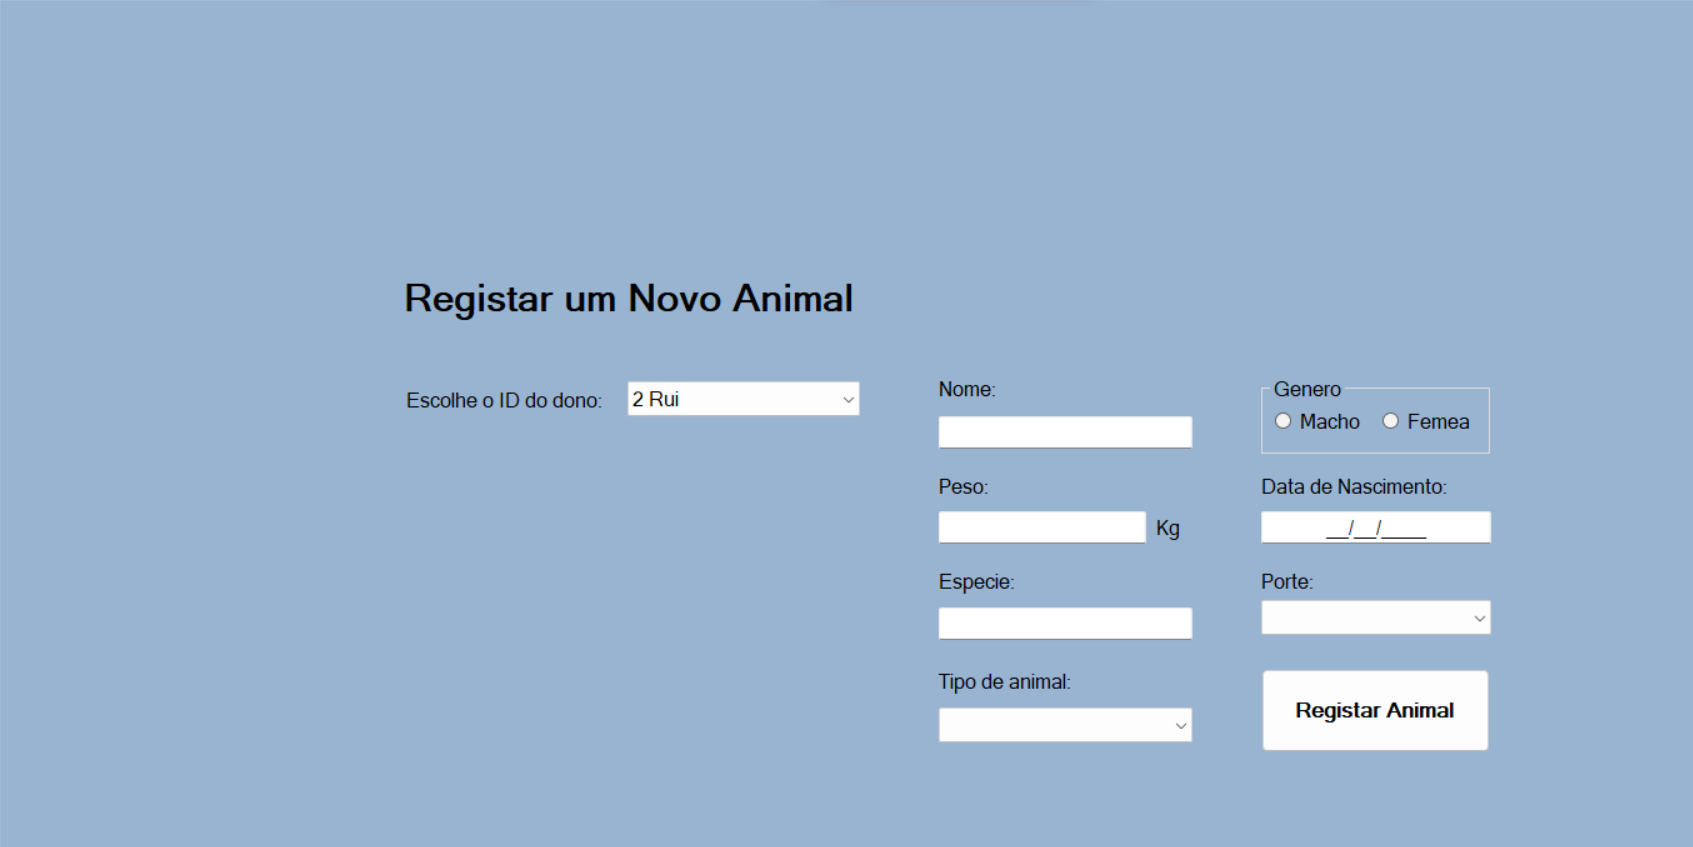 Registar um Novo Animal
Escolhe o ID do dono: 2 Rui
Nome:
Genero
Macho Femea
Peso:
Kg
Data de Nascimento:
__/__/____
Especie:
Porte:
Tipo de animal:
Registar Animal